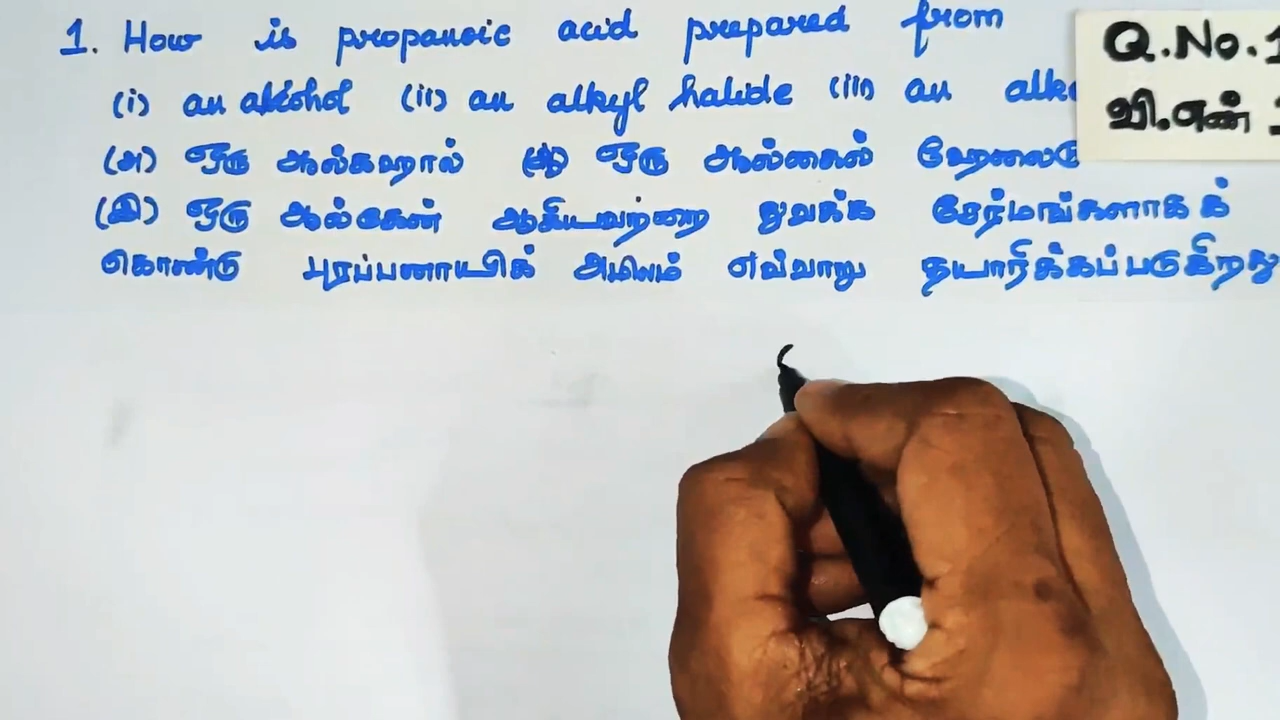 1. How is propanoic acid prepared from
(i) an alcohol (ii) an alkyl halide (iii) an
(அ) ஒரு ஆல்கஹால் (ஆ) ஒரு ஆல்கைல் ஹேலைடு
(இ) ஒரு ஆல்கேன் ஆகியவற்றை துவக்க சேர்மங்களாகக்
கொண்டு புரப்பனாயிக் அமிலம் எவ்வாறு தயாரிக்கப்படுகிறது
Q.No.1
வி.எண் 1